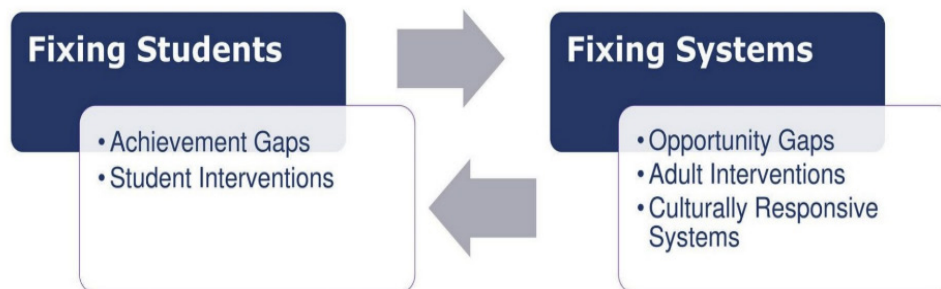 Fixing Students
• Achievement Gaps
• Student Interventions
Fixing Systems
• Opportunity Gaps
• Adult Interventions
• Culturally Responsive
Systems